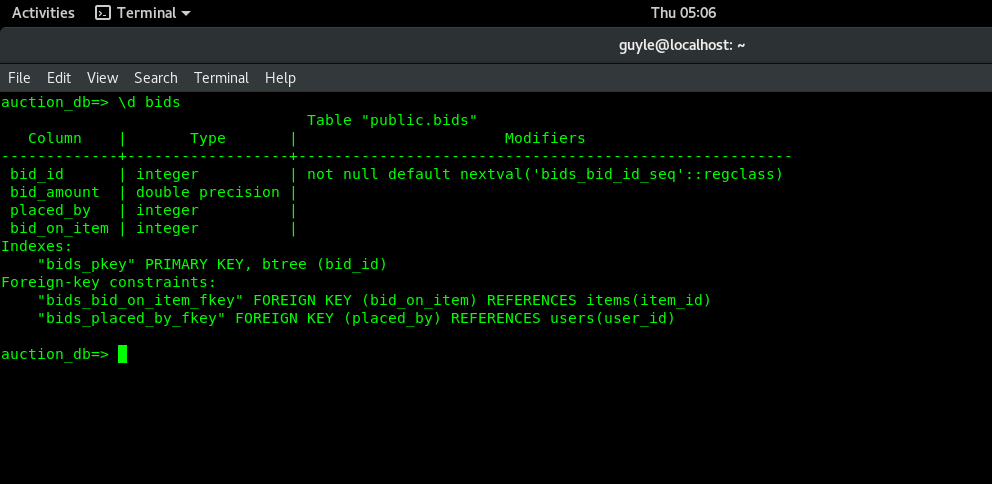 Activities Terminal Thu 05:06
guyle@localhost: ~
File Edit View Search Terminal Help
auction_db=> \d bids
                                  Table "public.bids"
   Column    |       Type       |                       Modifiers
-------------+------------------+-------------------------------------------------------
 bid_id      | integer          | not null default nextval('bids_bid_id_seq'::regclass)
 bid_amount  | double precision |
 placed_by   | integer          |
 bid_on_item | integer          |
Indexes:
    "bids_pkey" PRIMARY KEY, btree (bid_id)
Foreign-key constraints:
    "bids_bid_on_item_fkey" FOREIGN KEY (bid_on_item) REFERENCES items(item_id)
    "bids_placed_by_fkey" FOREIGN KEY (placed_by) REFERENCES users(user_id)
auction_db=>